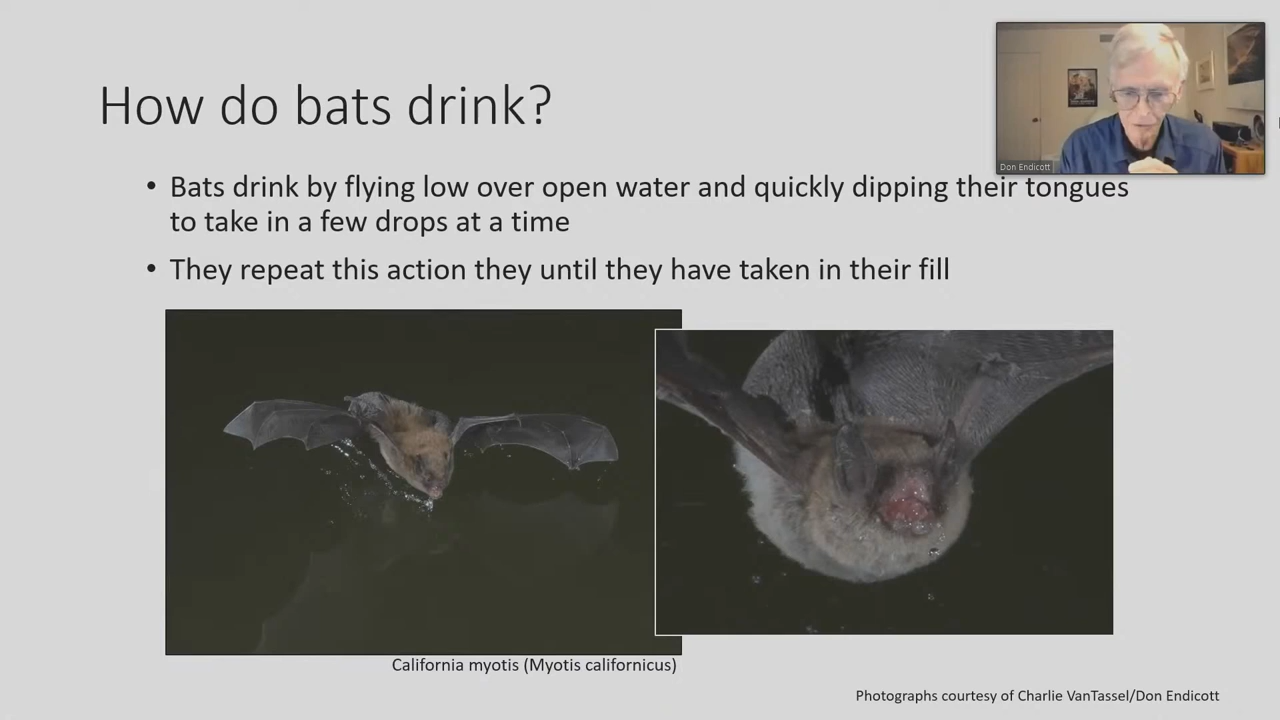 How do bats drink?
Don Endicott
• Bats drink by flying low over open water and quickly dipping their tongues
to take in a few drops at a time
• They repeat this action they until they have taken in their fill
California myotis (Myotis californicus)
Photographs courtesy of Charlie VanTassel/Don Endicott